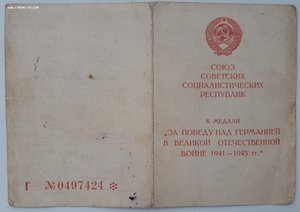 СОЮЗ
СОВЕТСКИХ
СОЦИАЛИСТИЧЕСКИХ
РЕСПУБЛИК
К МЕДАЛИ
„ЗА ПОБЕДУ НАД ГЕРМАНИЕЙ
В ВЕЛИКОЙ ОТЕЧЕСТВЕННОЙ
ВОЙНЕ 1941—1945 гг.“
Г №0497424 ✻